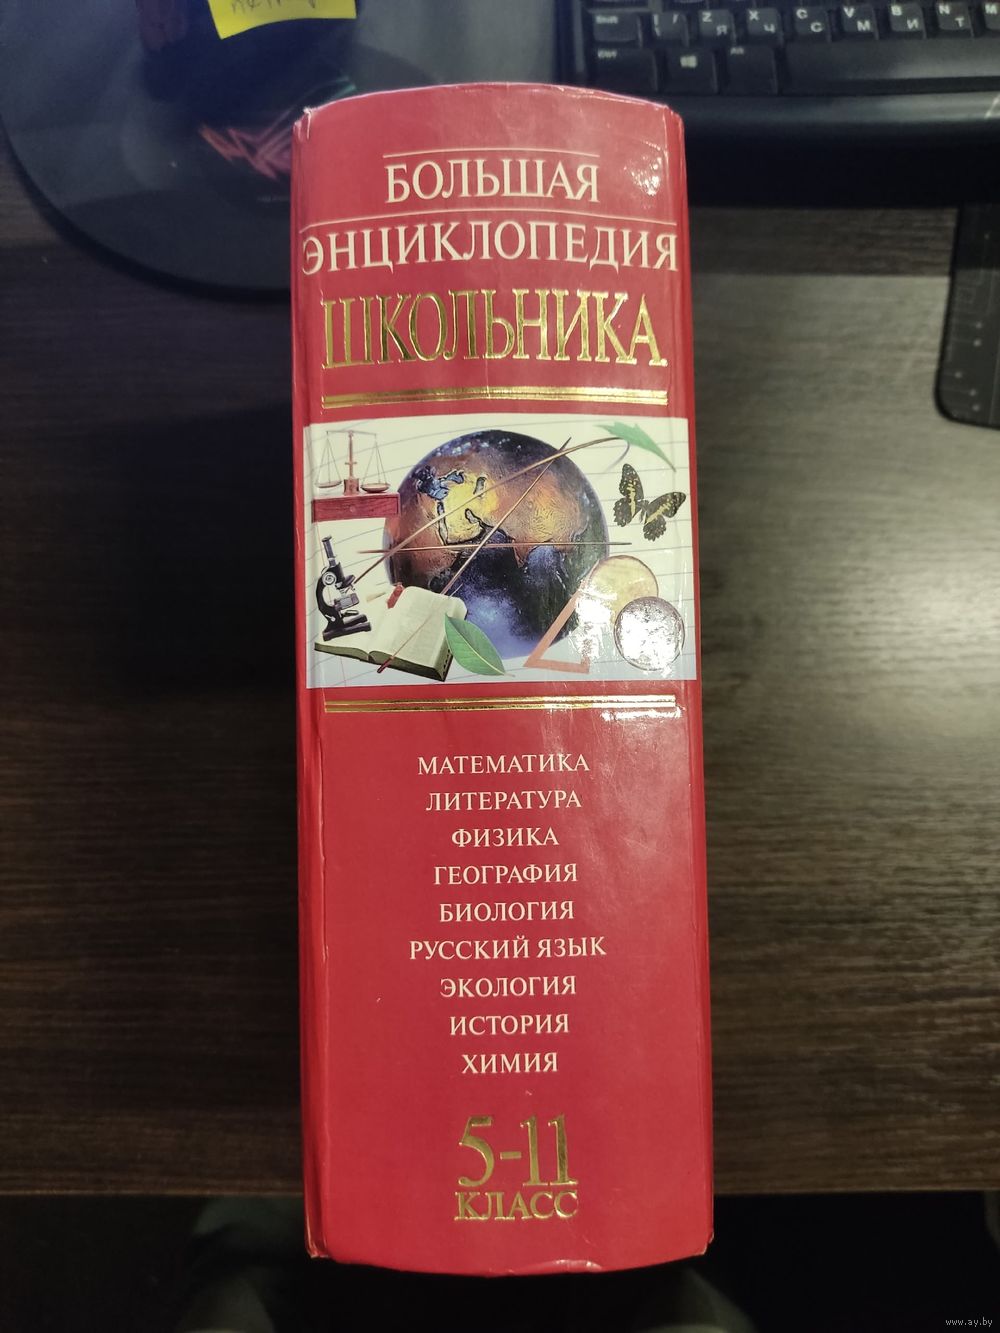 БОЛЬШАЯ
ЭНЦИКЛОПЕДИЯ
ШКОЛЬНИКА
МАТЕМАТИКА
ЛИТЕРАТУРА
ФИЗИКА
ГЕОГРАФИЯ
БИОЛОГИЯ
РУССКИЙ ЯЗЫК
ЭКОЛОГИЯ
ИСТОРИЯ
ХИМИЯ
5-11
КЛАСС
Shift Z Я X Ч C С V М B И N Т
www.ay.by